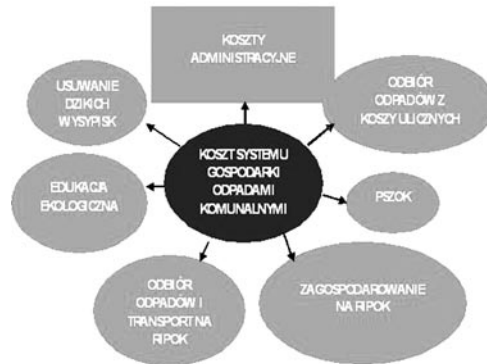 KOSZTY
ADMINISTRACYJNE
USUWANIE
DZIKICH
WYSYPISK
ODBIÓR
ODPADÓW Z
KOSZY ULICZNYCH
KOSZT SYSTEMU
GOSPODARKI
ODPADAMI
KOMUNALNYMI
EDUKACJA
EKOLOGICZNA
PSZOK
ODBIÓR
ODPADÓW I
TRANSPORT NA
RIPOK
ZAGOSPODAROWANIE
NA RIPOK